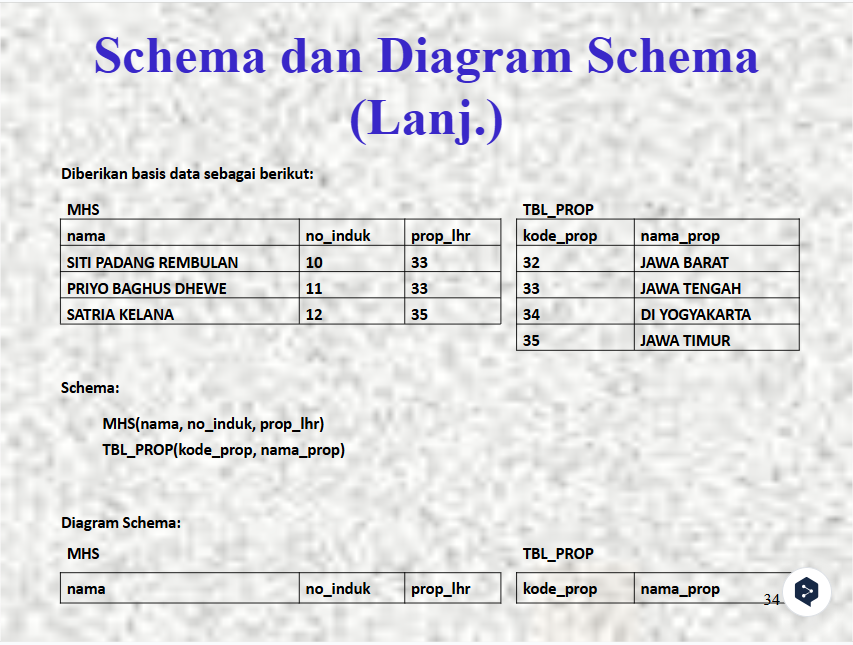 Schema dan Diagram Schema
(Lanj.)
Diberikan basis data sebagai berikut:
MHS
nama no_induk prop_lhr
SITI PADANG REMBULAN 10 33
PRIYO BAGHUS DHEWE 11 33
SATRIA KELANA 12 35
TBL_PROP
kode_prop nama_prop
32 JAWA BARAT
33 JAWA TENGAH
34 DI YOGYAKARTA
35 JAWA TIMUR
Schema:
MHS(nama, no_induk, prop_lhr)
TBL_PROP(kode_prop, nama_prop)
Diagram Schema:
MHS
nama no_induk prop_lhr
TBL_PROP
kode_prop nama_prop
34